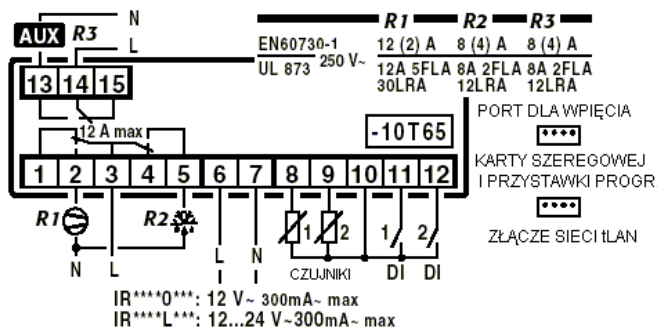 N
AUX R3
L
13 14 15
R1 R2 R3
EN60730-1 12 (2) A 8 (4) A 8 (4) A
250 V~
UL 873 12A 5FLA 8A 2FLA 8A 2FLA
30LRA 12LRA 12LRA
12 A max
-10T65
PORT DLA WPIĘCIA
KARTY SZEREGOWEJ
I PRZYSTAWKI PROGR
ZŁĄCZE SIECI tLAN
1 2 3 4 5 6 7 8 9 10 11 12
R1 R2 1 2 1 2
N L L N CZUJNIKI DI DI
IR****0***: 12 V~ 300mA~ max
IR****L***: 12...24 V~300mA~ max